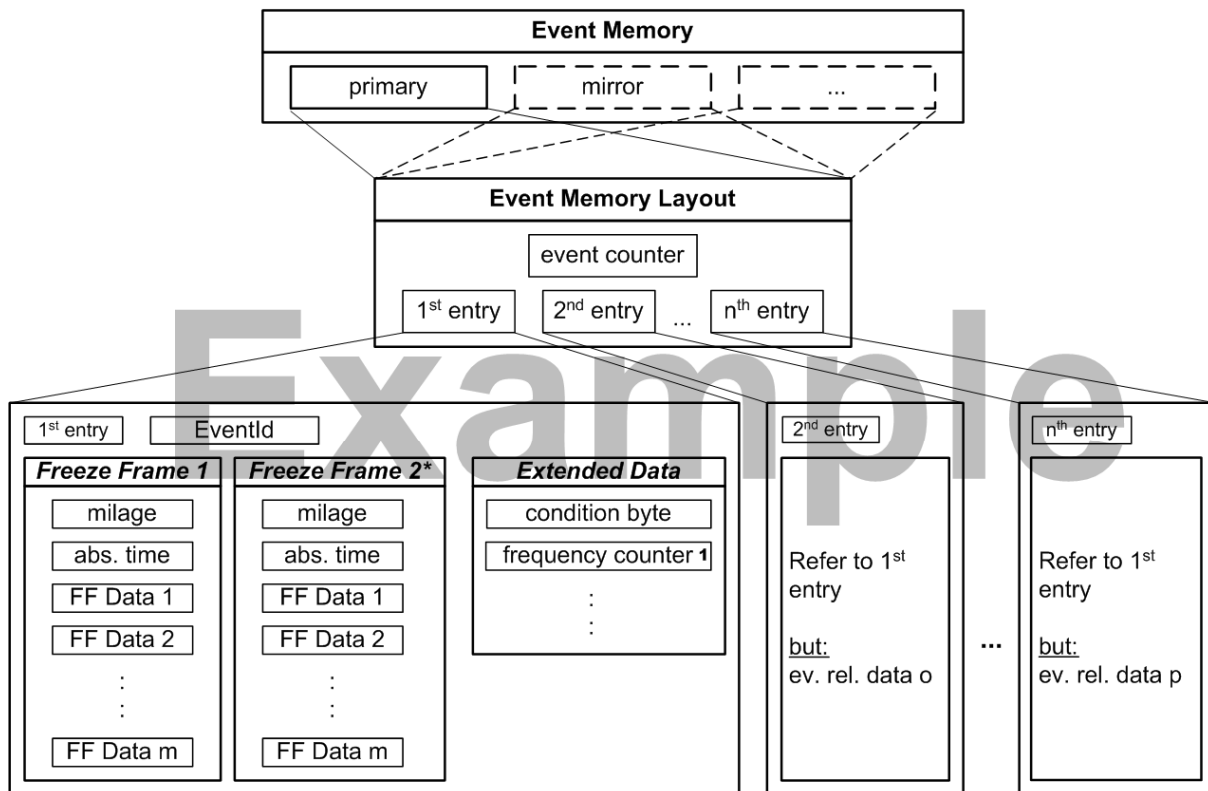 Event Memory
primary
mirror
...
Event Memory Layout
event counter
1st entry
2nd entry
...
nth entry
Example
1st entry
EventId
Freeze Frame 1
milage
abs. time
FF Data 1
FF Data 2
FF Data m
Freeze Frame 2*
milage
abs. time
FF Data 1
FF Data 2
FF Data m
Extended Data
condition byte
frequency counter 1
2nd entry
Refer to 1st
entry
but:
ev. rel. data o
...
nth entry
Refer to 1st
entry
but:
ev. rel. data p